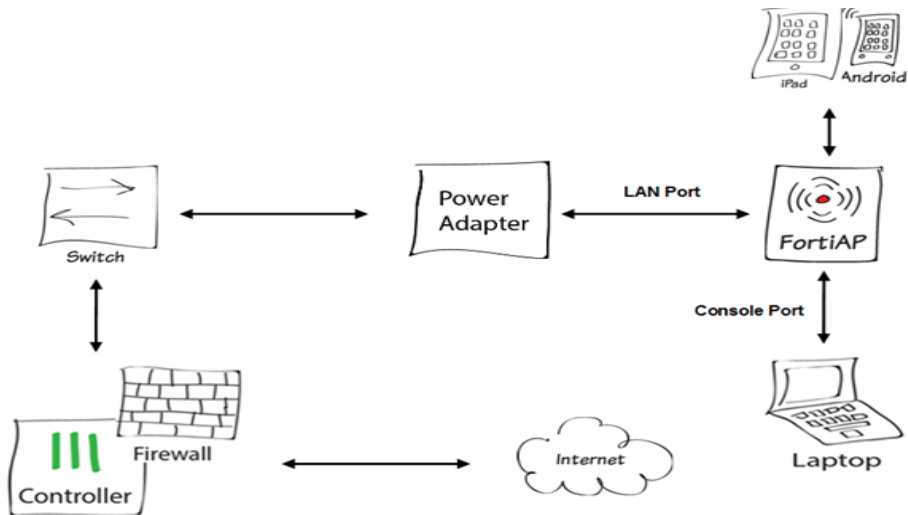 iPad
Android
LAN Port
Power
Adapter
Switch
FortiAP
Console Port
Firewall
Controller
Internet
Laptop